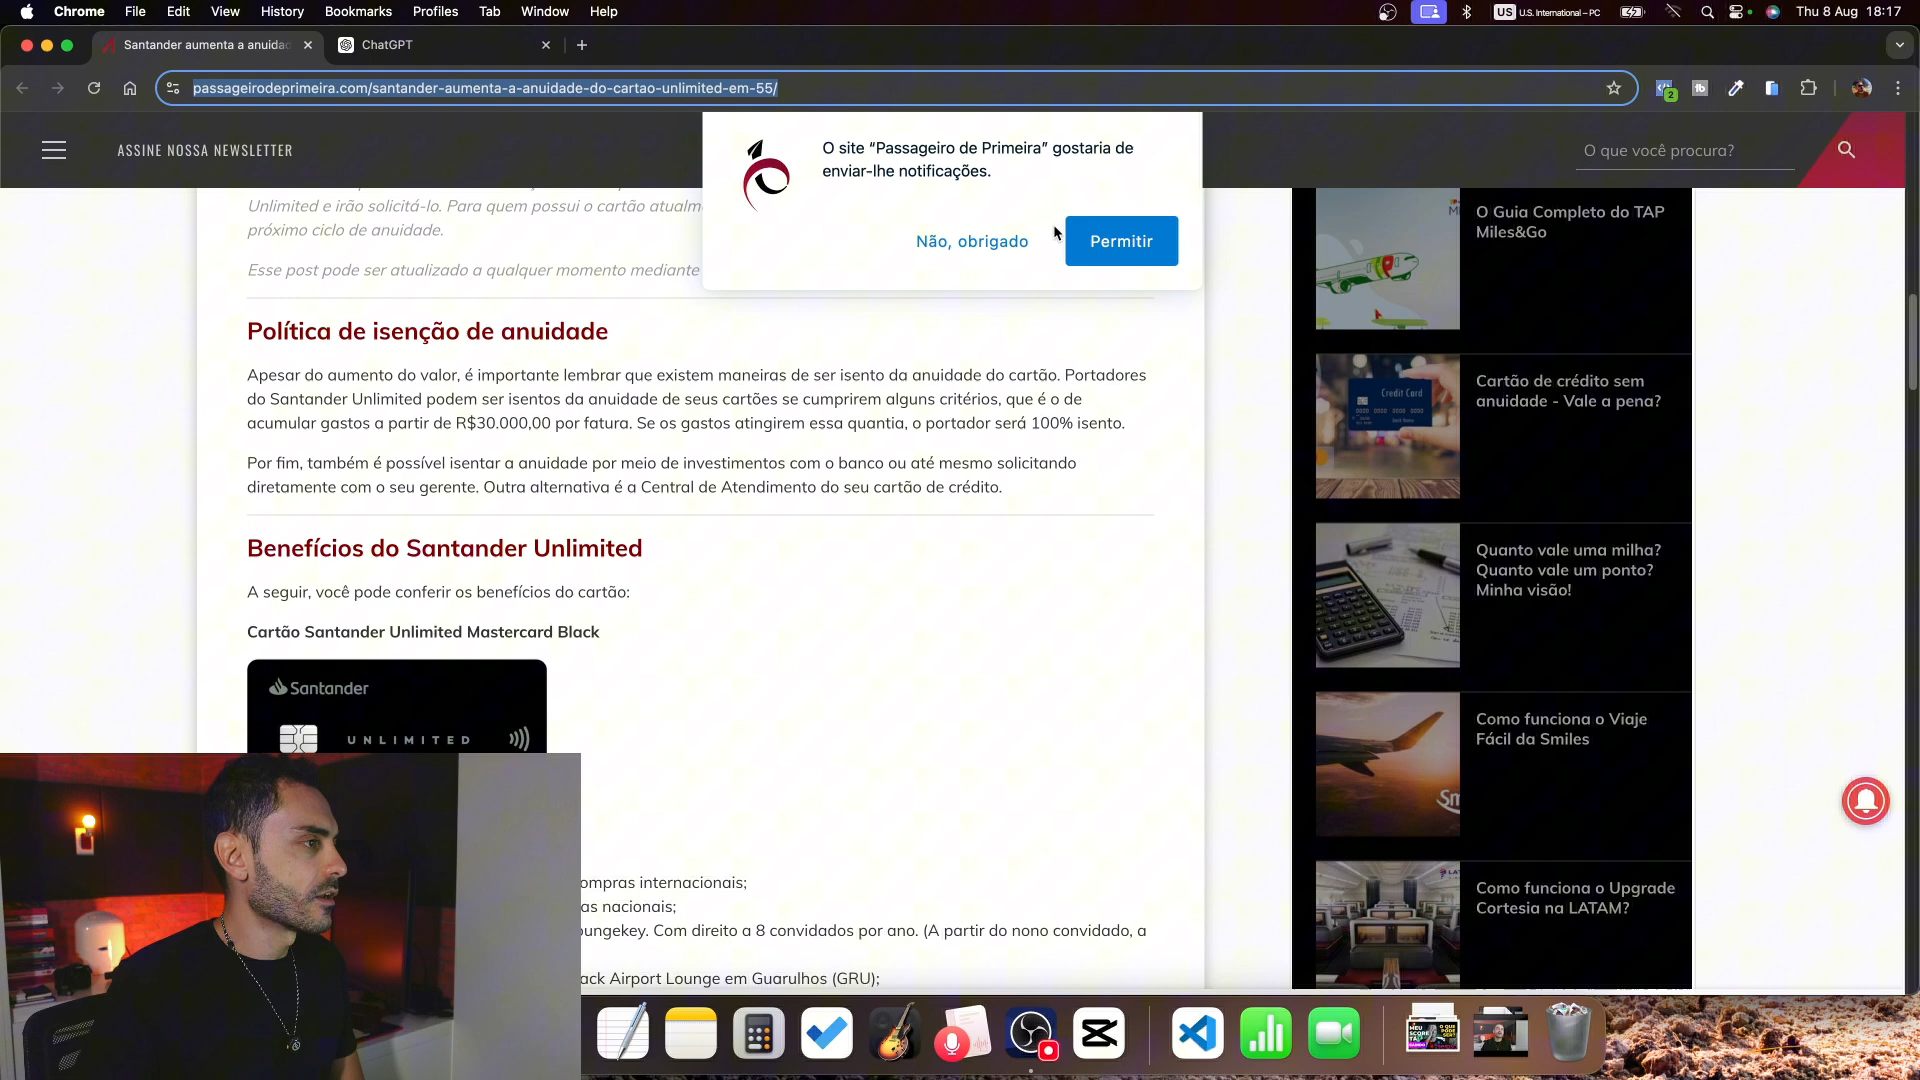 Chrome File Edit View History Bookmarks Profiles Tab Window Help
US U.S. International – PC Thu 8 Aug 18:17
Santander aumenta a anuidad
ChatGPT
passageirodeprimeira.com/santander-aumenta-a-anuidade-do-cartao-unlimited-em-55/
2
ASSINE NOSSA NEWSLETTER
O que você procura?
O site “Passageiro de Primeira” gostaria de
enviar-lhe notificações.
Não, obrigado
Permitir
Unlimited e irão solicitá-lo. Para quem possui o cartão atualm
próximo ciclo de anuidade.
Esse post pode ser atualizado a qualquer momento mediante
Política de isenção de anuidade
Apesar do aumento do valor, é importante lembrar que existem maneiras de ser isento da anuidade do cartão. Portadores
do Santander Unlimited podem ser isentos da anuidade de seus cartões se cumprirem alguns critérios, que é o de
acumular gastos a partir de R$30.000,00 por fatura. Se os gastos atingirem essa quantia, o portador será 100% isento.
Por fim, também é possível isentar a anuidade por meio de investimentos com o banco ou até mesmo solicitando
diretamente com o seu gerente. Outra alternativa é a Central de Atendimento do seu cartão de crédito.
Benefícios do Santander Unlimited
A seguir, você pode conferir os benefícios do cartão:
Cartão Santander Unlimited Mastercard Black
Santander
UNLIMITED
ompras internacionais;
as nacionais;
oungekey. Com direito a 8 convidados por ano. (A partir do nono convidado, a
ack Airport Lounge em Guarulhos (GRU);
O Guia Completo do TAP
Miles&Go
Credit Card
Cartão de crédito sem
anuidade - Vale a pena?
Quanto vale uma milha?
Quanto vale um ponto?
Minha visão!
Como funciona o Viaje
Fácil da Smiles
Sm
Como funciona o Upgrade
Cortesia na LATAM?